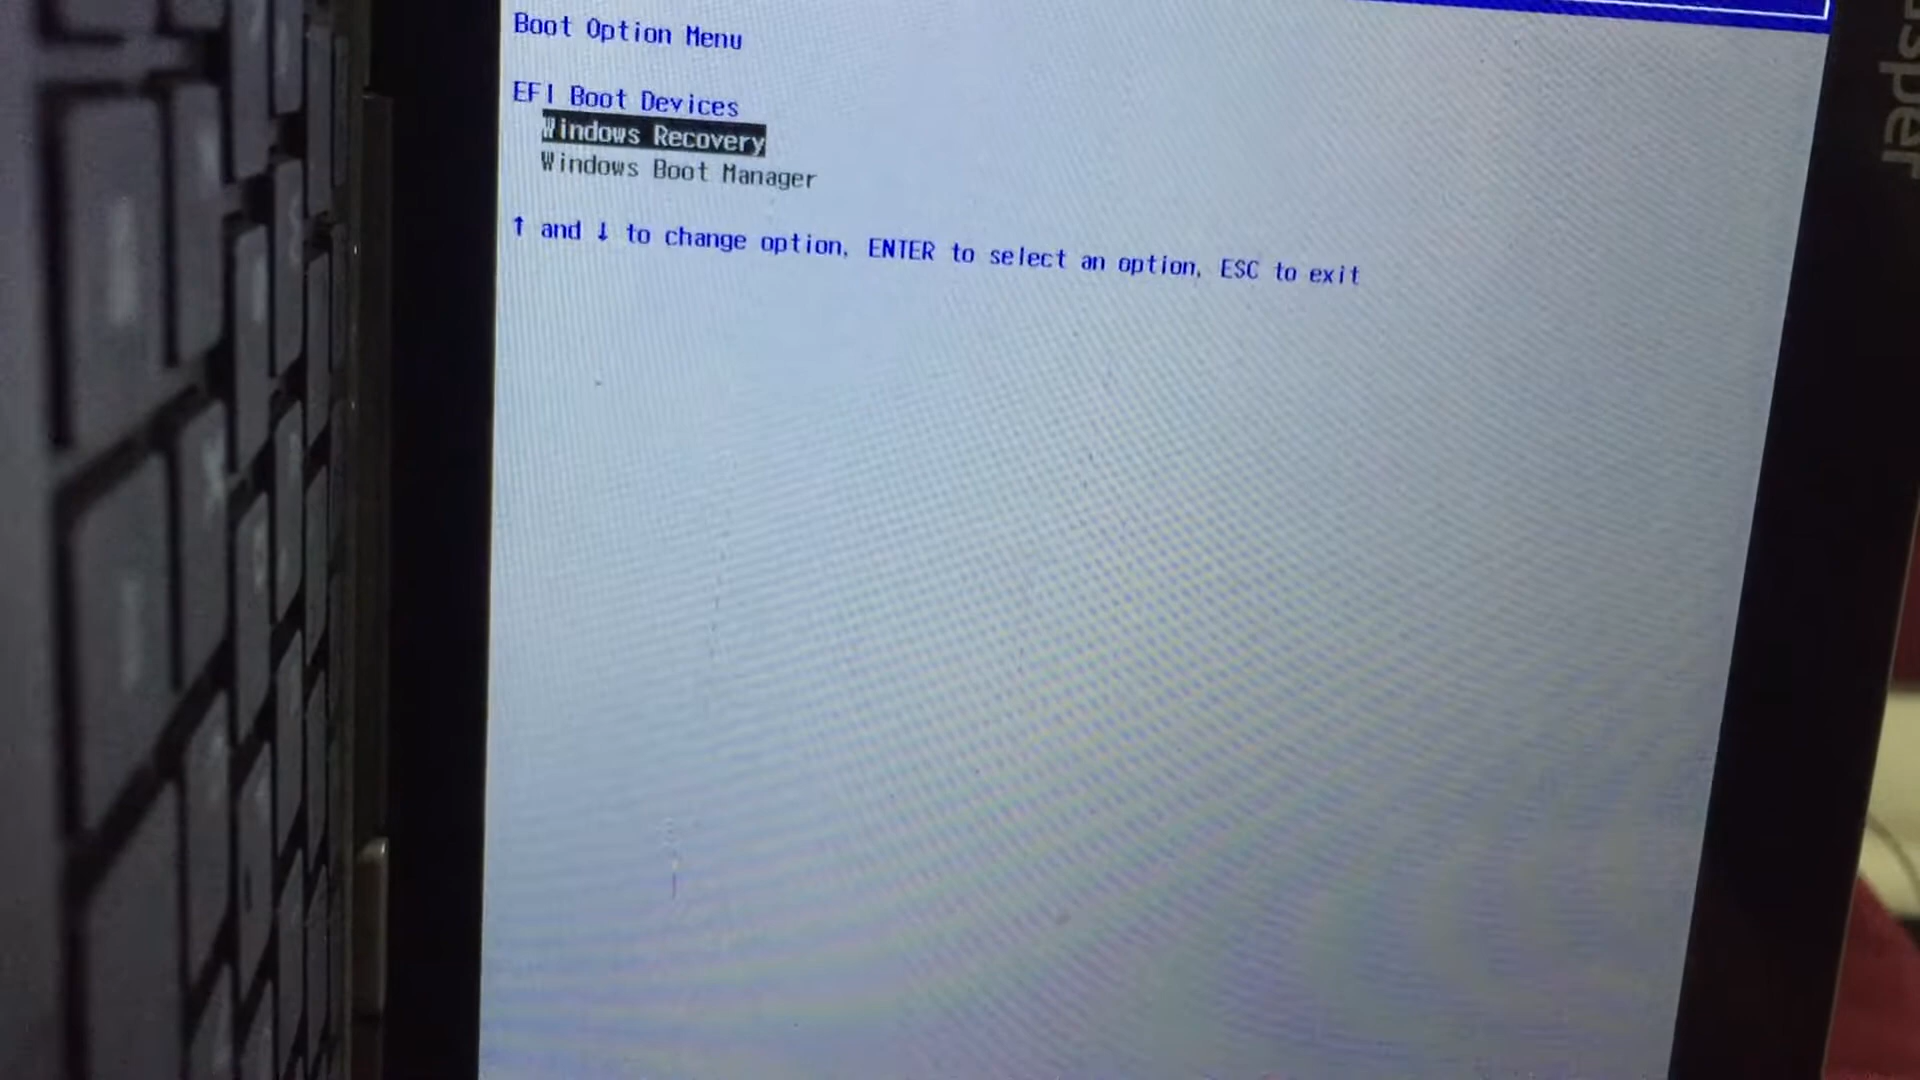 Boot Option Menu
EFI Boot Devices
Windows Recovery
Windows Boot Manager
↑ and ↓ to change option, ENTER to select an option, ESC to exit